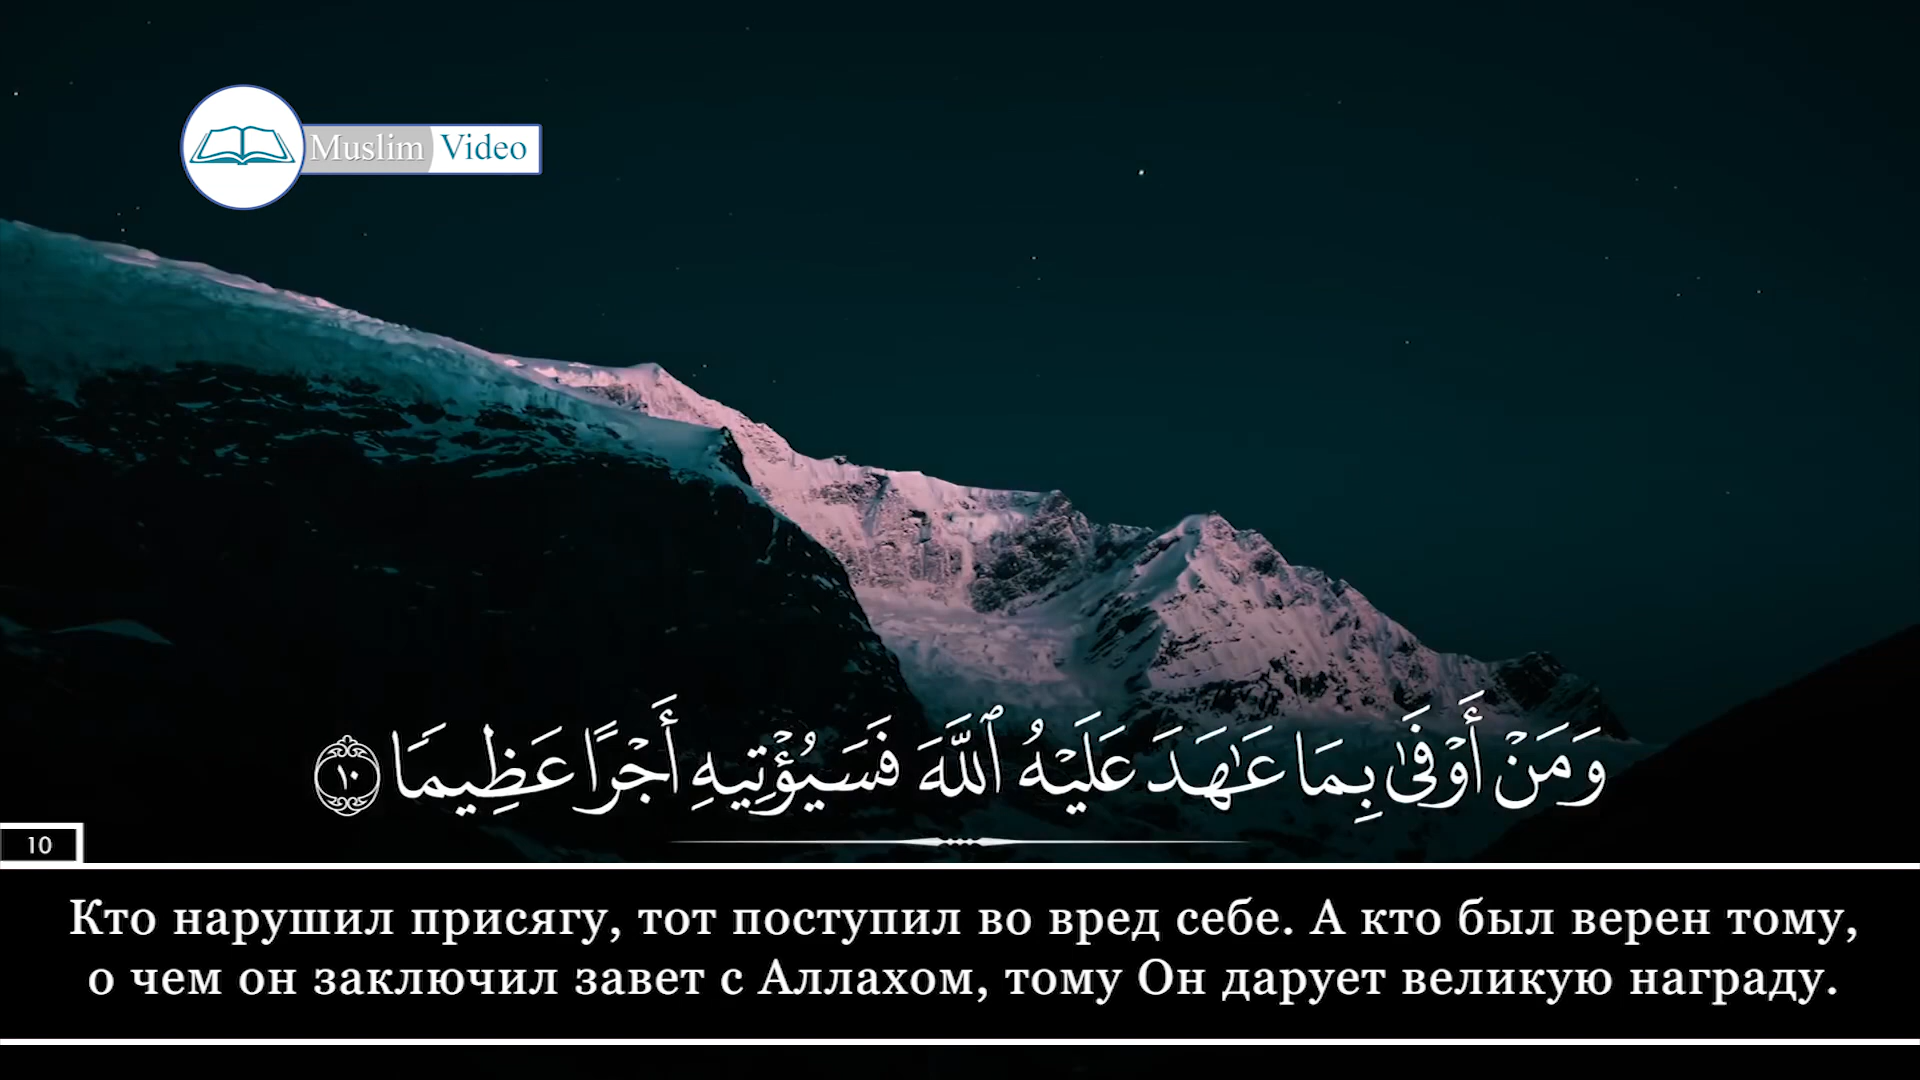 Muslim Video
وَمَنْ أَوْفَىٰ بِمَا عَـٰهَدَ عَلَيْهُ ٱللَّهَ فَسَيُؤْتِيهِ أَجْرًا عَظِيمًا ١٠
10
Кто нарушил присягу, тот поступил во вред себе. А кто был верен тому,
о чем он заключил завет с Аллахом, тому Он дарует великую награду.